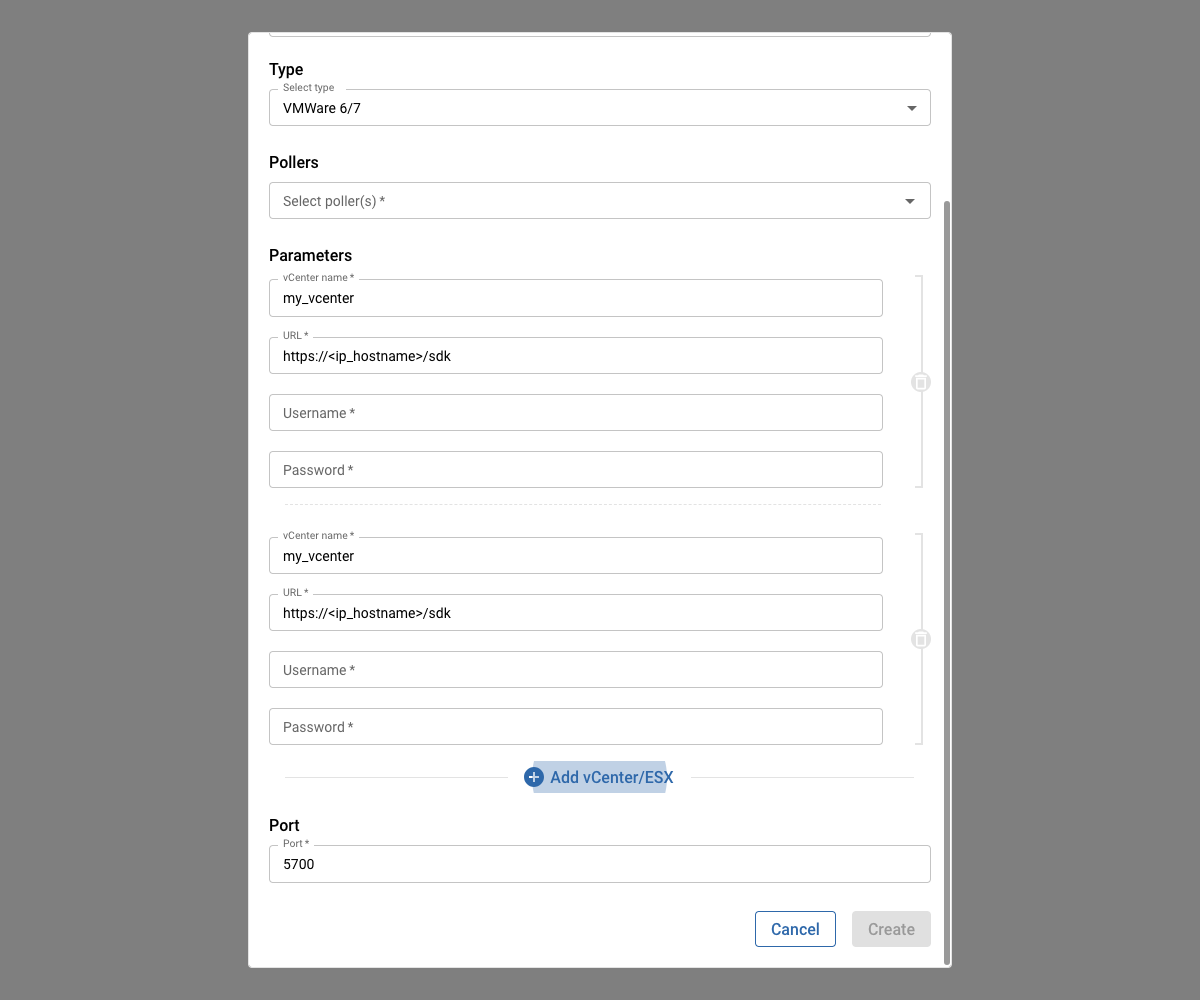 Type
Select type
VMWare 6/7
Pollers
Select poller(s) *
Parameters
vCenter name *
my_vcenter
URL *
https://<ip_hostname>/sdk
Username *
Password *
vCenter name *
my_vcenter
URL *
https://<ip_hostname>/sdk
Username *
Password *
Add vCenter/ESX
Port
Port *
5700
Cancel Create